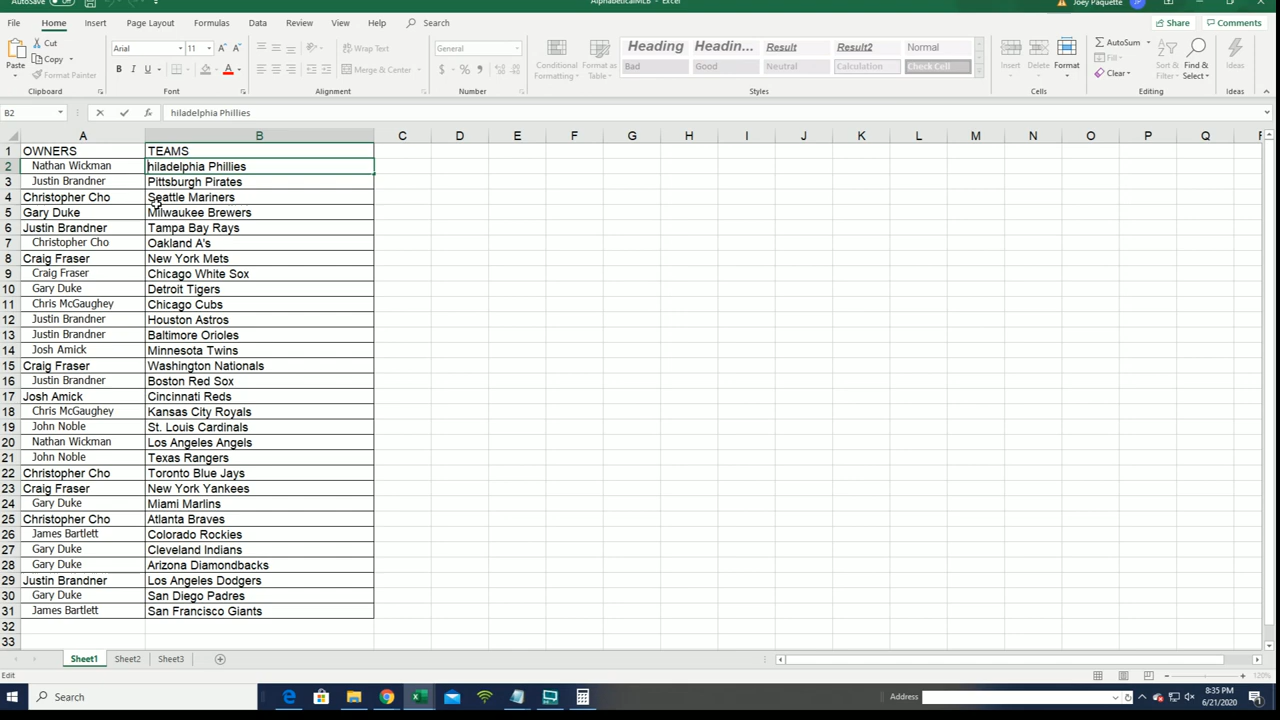 AutoSave
AlphabeticalMLB - Excel
Joey Paquette
JP
File Home Insert Page Layout Formulas Data Review View Help Search
Share Comments
Paste
Cut
Copy
Format Painter
Clipboard
Arial 11
B I U
Font
Wrap Text
Merge & Center
Alignment
General
$ % ,
Number
Conditional Formatting
Format as Table
Heading Headin... Result Result2 Normal
Bad Good Neutral Calculation Check Cell
Styles
Insert Delete Format
Cells
AutoSum
Fill
Clear
Sort & Filter
Find & Select
Editing
Ideas
Ideas
B2 fx hiladelphia Phillies
A B C D E F G H I J K L M N O P Q
1 OWNERS TEAMS
2 Nathan Wickman hiladelphia Phillies
3 Justin Brandner Pittsburgh Pirates
4 Christopher Cho Seattle Mariners
5 Gary Duke Milwaukee Brewers
6 Justin Brandner Tampa Bay Rays
7 Christopher Cho Oakland A's
8 Craig Fraser New York Mets
9 Craig Fraser Chicago White Sox
10 Gary Duke Detroit Tigers
11 Chris McGaughey Chicago Cubs
12 Justin Brandner Houston Astros
13 Justin Brandner Baltimore Orioles
14 Josh Amick Minnesota Twins
15 Craig Fraser Washington Nationals
16 Justin Brandner Boston Red Sox
17 Josh Amick Cincinnati Reds
18 Chris McGaughey Kansas City Royals
19 John Noble St. Louis Cardinals
20 Nathan Wickman Los Angeles Angels
21 John Noble Texas Rangers
22 Christopher Cho Toronto Blue Jays
23 Craig Fraser New York Yankees
24 Gary Duke Miami Marlins
25 Christopher Cho Atlanta Braves
26 James Bartlett Colorado Rockies
27 Gary Duke Cleveland Indians
28 Gary Duke Arizona Diamondbacks
29 Justin Brandner Los Angeles Dodgers
30 Gary Duke San Diego Padres
31 James Bartlett San Francisco Giants
32
33
Sheet1 Sheet2 Sheet3
Edit
120%
Search
Address
8:35 PM
6/21/2020